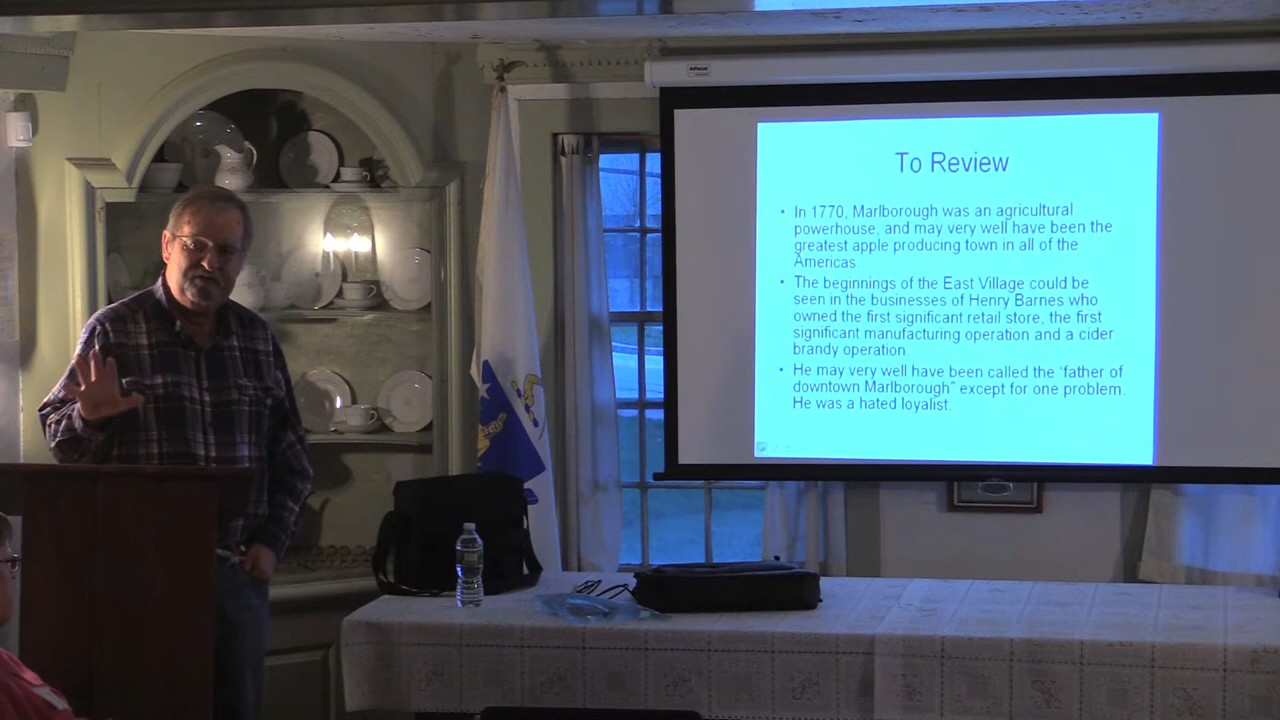 To Review
• In 1770, Marlborough was an agricultural
powerhouse, and may very well have been the
greatest apple producing town in all of the
Americas.
• The beginnings of the East Village could be
seen in the businesses of Henry Barnes who
owned the first significant retail store, the first
significant manufacturing operation and a cider
brandy operation
• He may very well have been called the 'father of
downtown Marlborough" except for one problem.
He was a hated loyalist.